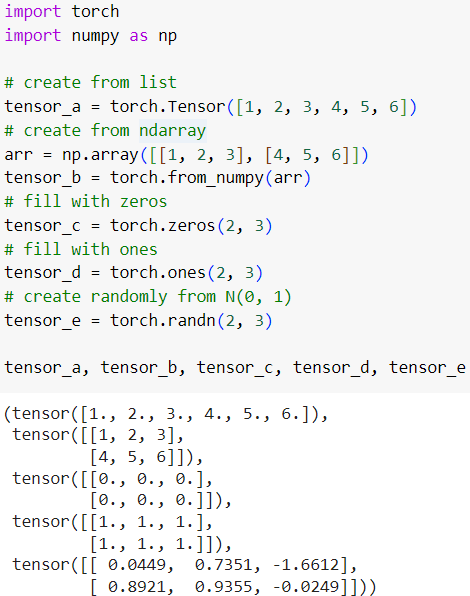 import torch
import numpy as np

# create from list
tensor_a = torch.Tensor([1, 2, 3, 4, 5, 6])
# create from ndarray
arr = np.array([[1, 2, 3], [4, 5, 6]])
tensor_b = torch.from_numpy(arr)
# fill with zeros
tensor_c = torch.zeros(2, 3)
# fill with ones
tensor_d = torch.ones(2, 3)
# create randomly from N(0, 1)
tensor_e = torch.randn(2, 3)

tensor_a, tensor_b, tensor_c, tensor_d, tensor_e
(tensor([1., 2., 3., 4., 5., 6.]),
 tensor([[1, 2, 3],
         [4, 5, 6]]),
 tensor([[0., 0., 0.],
         [0., 0., 0.]]),
 tensor([[1., 1., 1.],
         [1., 1., 1.]]),
 tensor([[ 0.0449,  0.7351, -1.6612],
         [ 0.8921,  0.9355, -0.0249]]))